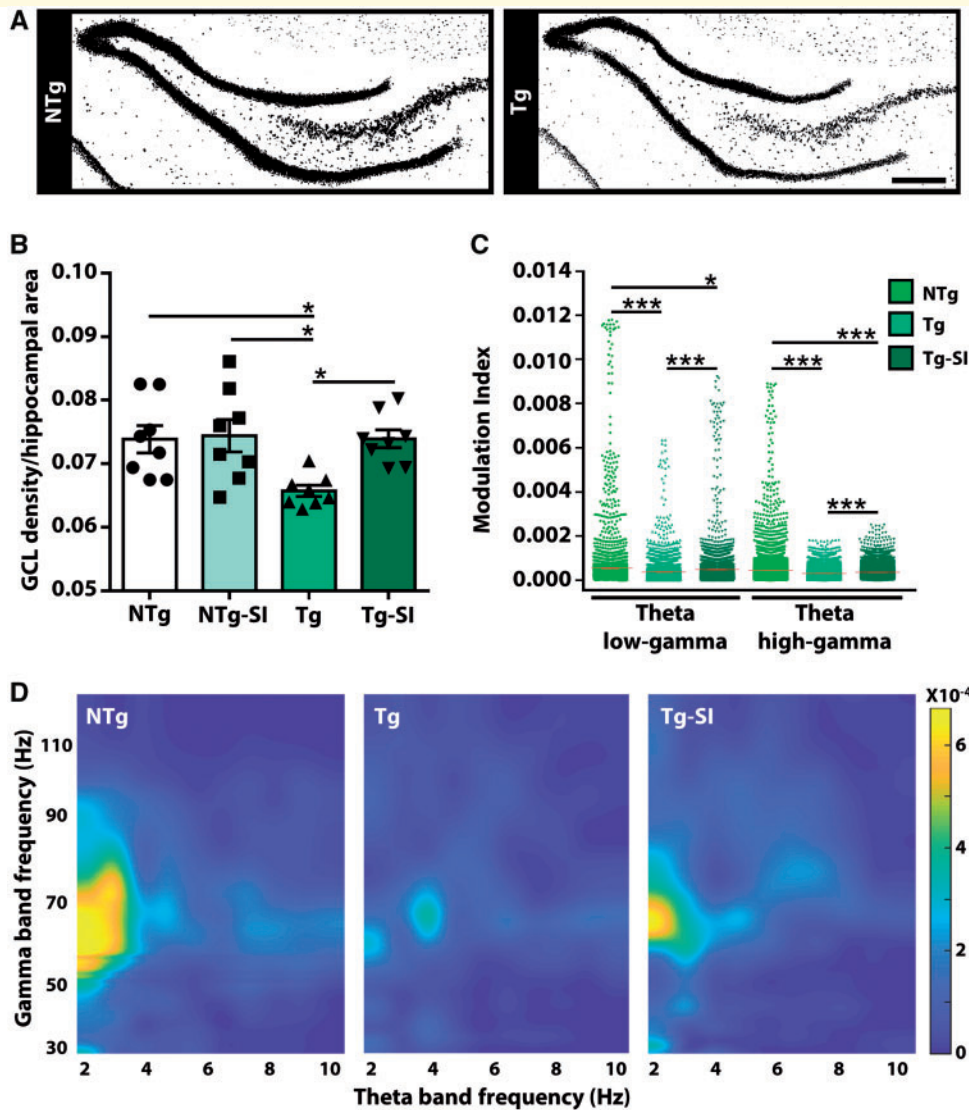 A
NTg
Tg
B
GCL density/hippocampal area
0.10
0.09
0.08
0.07
0.06
0.05
*
*
*
NTg
NTg-SI
Tg
Tg-SI
C
Modulation Index
0.014
0.012
0.010
0.008
0.006
0.004
0.002
0.000
*
***
***
***
***
***
NTg
Tg
Tg-SI
Theta
low-gamma
Theta
high-gamma
D
Gamma band frequency (Hz)
110
90
70
50
30
NTg
Tg
Tg-SI
X10-4
6
4
2
0
2 4 6 8 10
2 4 6 8 10
2 4 6 8 10
Theta band frequency (Hz)